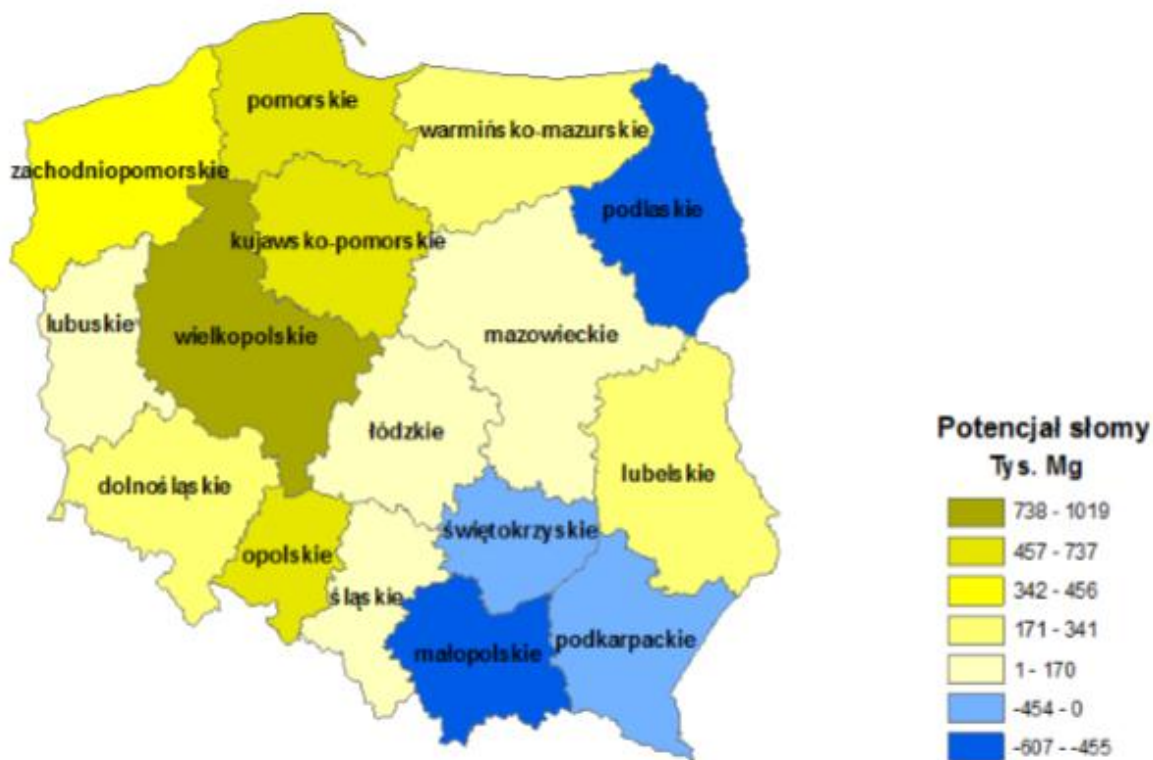 pomorskie
warmińsko-mazurskie
zachodniopomorskie
podlaskie
kujawsko-pomorskie
lubuskie
wielkopolskie
mazowieckie
łódzkie
lubelskie
dolnośląskie
świętokrzyskie
opolskie
śląskie
podkarpackie
małopolskie
Potencjał słomy
Tys. Mg
738 - 1019
457 - 737
342 - 456
171 - 341
1 - 170
-454 - 0
-607 - -455